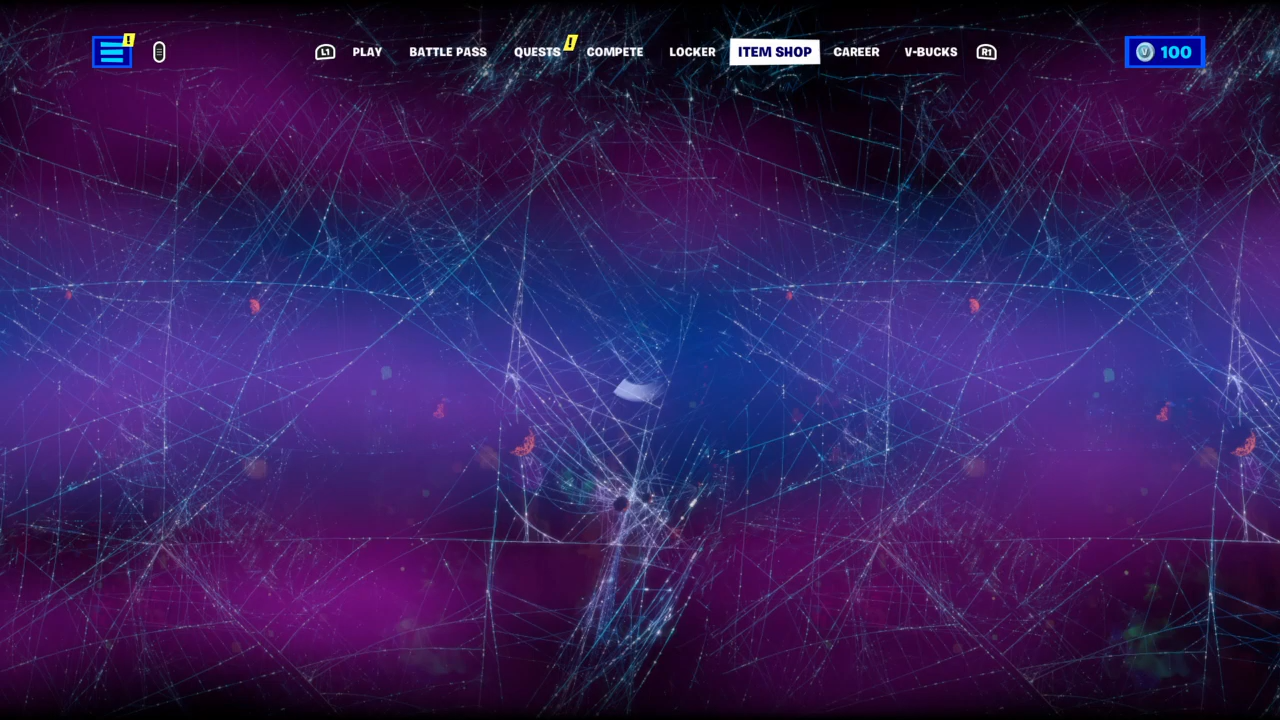 !
L1 PLAY BATTLE PASS QUESTS ! COMPETE LOCKER ITEM SHOP CAREER V-BUCKS R1
V 100